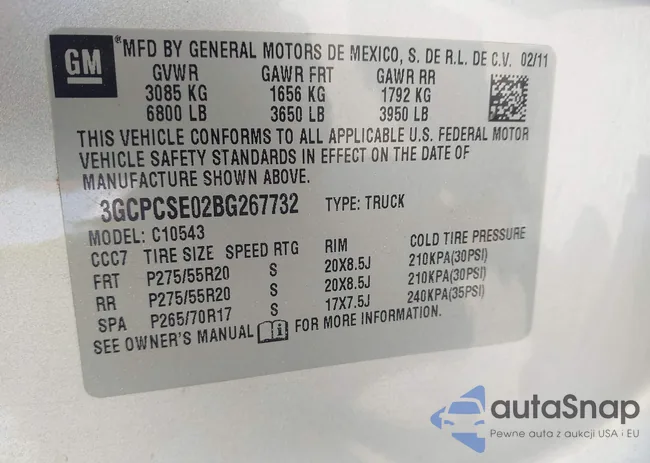 GM ®MFD BY GENERAL MOTORS DE MEXICO, S. DE R.L. DE C.V. 02/11
GVWR GAWR FRT GAWR RR
3085 KG 1656 KG 1792 KG
6800 LB 3650 LB 3950 LB
THIS VEHICLE CONFORMS TO ALL APPLICABLE U.S. FEDERAL MOTOR
VEHICLE SAFETY STANDARDS IN EFFECT ON THE DATE OF
MANUFACTURE SHOWN ABOVE.
3GCPCSE02BG267732 TYPE: TRUCK
MODEL: C10543
CCC7 TIRE SIZE SPEED RTG RIM COLD TIRE PRESSURE
FRT P275/55R20 S 20X8.5J 210KPA(30PSI)
RR P275/55R20 S 20X8.5J 210KPA(30PSI)
SPA P265/70R17 S 17X7.5J 240KPA(35PSI)
SEE OWNER'S MANUAL FOR MORE INFORMATION.
autaSnap
Pewne auta z aukcji USA i EU